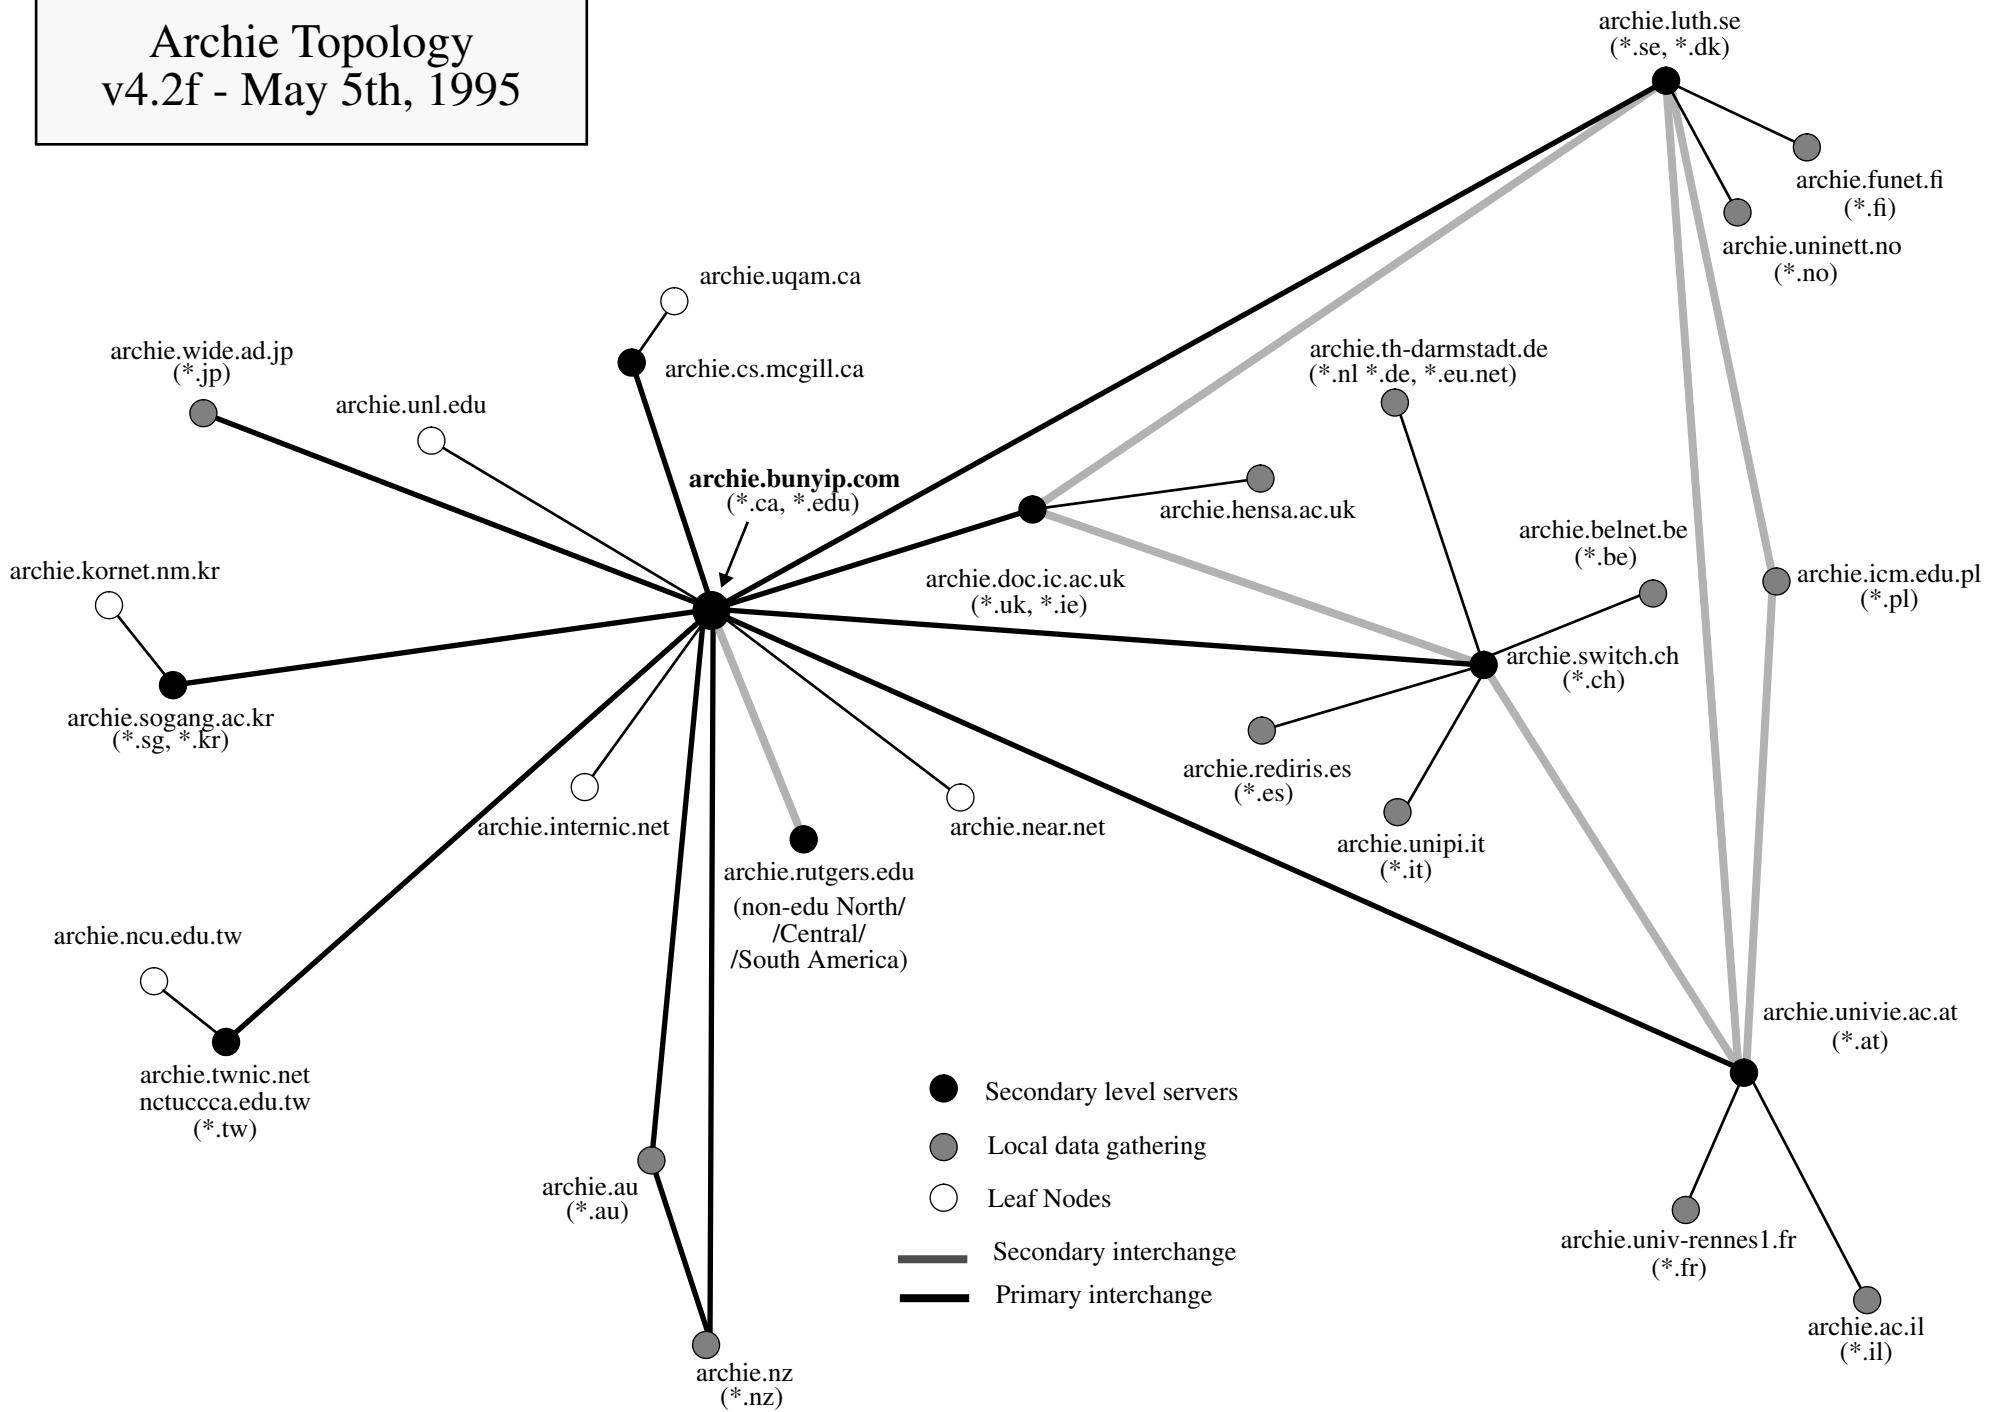 Archie Topology
v4.2f - May 5th, 1995
archie.luth.se
(*.se, *.dk)
archie.funet.fi
(*.fi)
archie.uninett.no
(*.no)
archie.uqam.ca
archie.cs.mcgill.ca
archie.wide.ad.jp
(*.jp)
archie.unl.edu
archie.th-darmstadt.de
(*.nl *.de, *.eu.net)
archie.bunyip.com
(*.ca, *.edu)
archie.hensa.ac.uk
archie.belnet.be
(*.be)
archie.kornet.nm.kr
archie.doc.ic.ac.uk
(*.uk, *.ie)
archie.icm.edu.pl
(*.pl)
archie.switch.ch
(*.ch)
archie.sogang.ac.kr
(*.sg, *.kr)
archie.rediris.es
(*.es)
archie.internic.net
archie.near.net
archie.unipi.it
(*.it)
archie.rutgers.edu
(non-edu North/
/Central/
/South America)
archie.ncu.edu.tw
archie.univie.ac.at
(*.at)
archie.twnic.net
nctuccca.edu.tw
(*.tw)
Secondary level servers
Local data gathering
Leaf Nodes
Secondary interchange
Primary interchange
archie.au
(*.au)
archie.univ-rennes1.fr
(*.fr)
archie.ac.il
(*.il)
archie.nz
(*.nz)